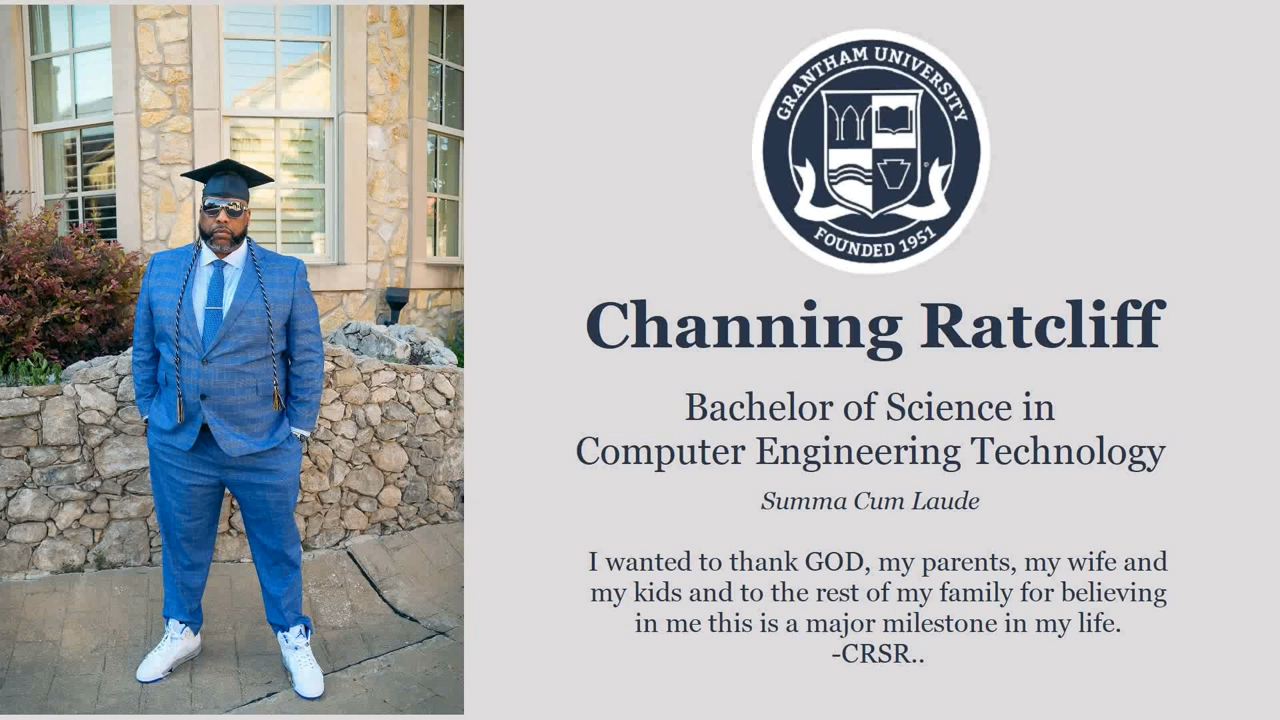 GRANTHAM UNIVERSITY
FOUNDED 1951
Channing Ratcliff
Bachelor of Science in
Computer Engineering Technology
Summa Cum Laude
I wanted to thank GOD, my parents, my wife and
my kids and to the rest of my family for believing
in me this is a major milestone in my life.
-CRSR..